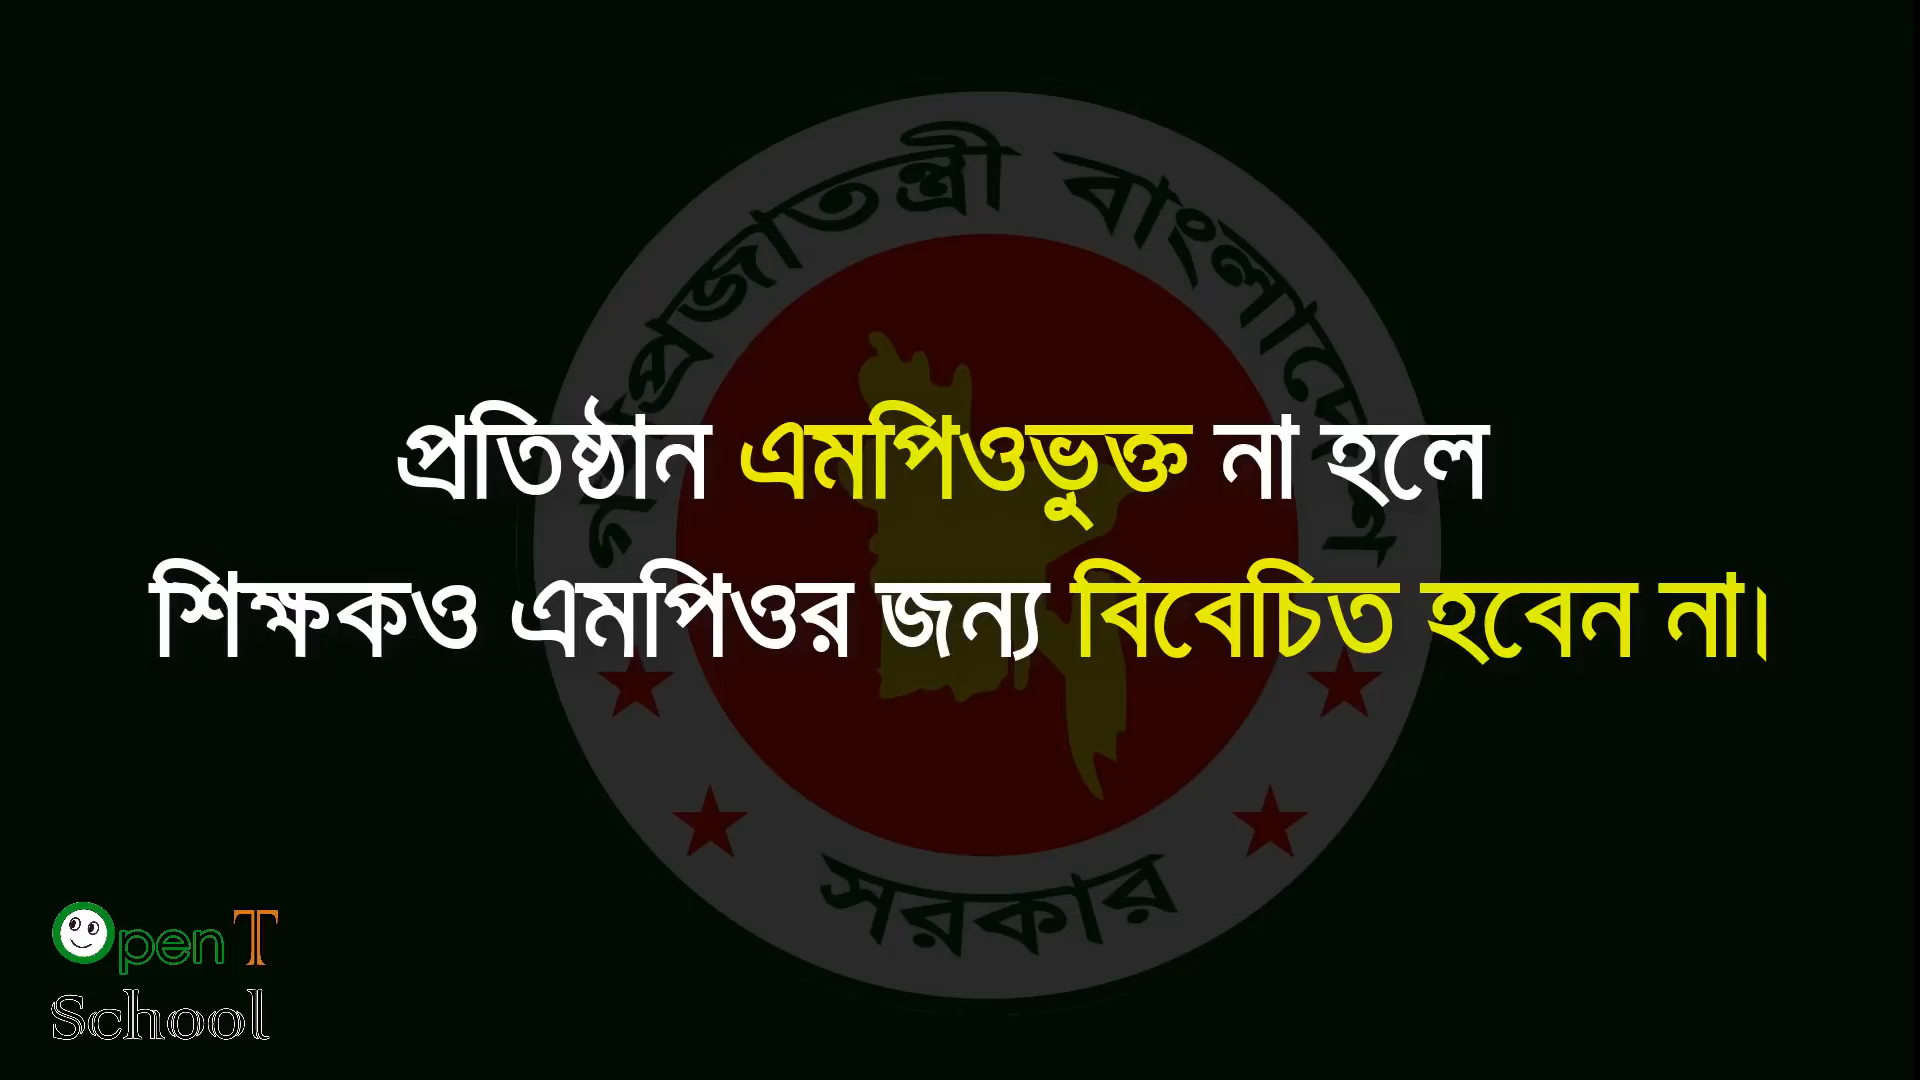 গণপ্রজাতন্ত্রী বাংলাদেশ
প্রতিষ্ঠান এমপিওভুক্ত না হলে
শিক্ষকও এমপিওর জন্য বিবেচিত হবেন না।
সরকার
Open T
School